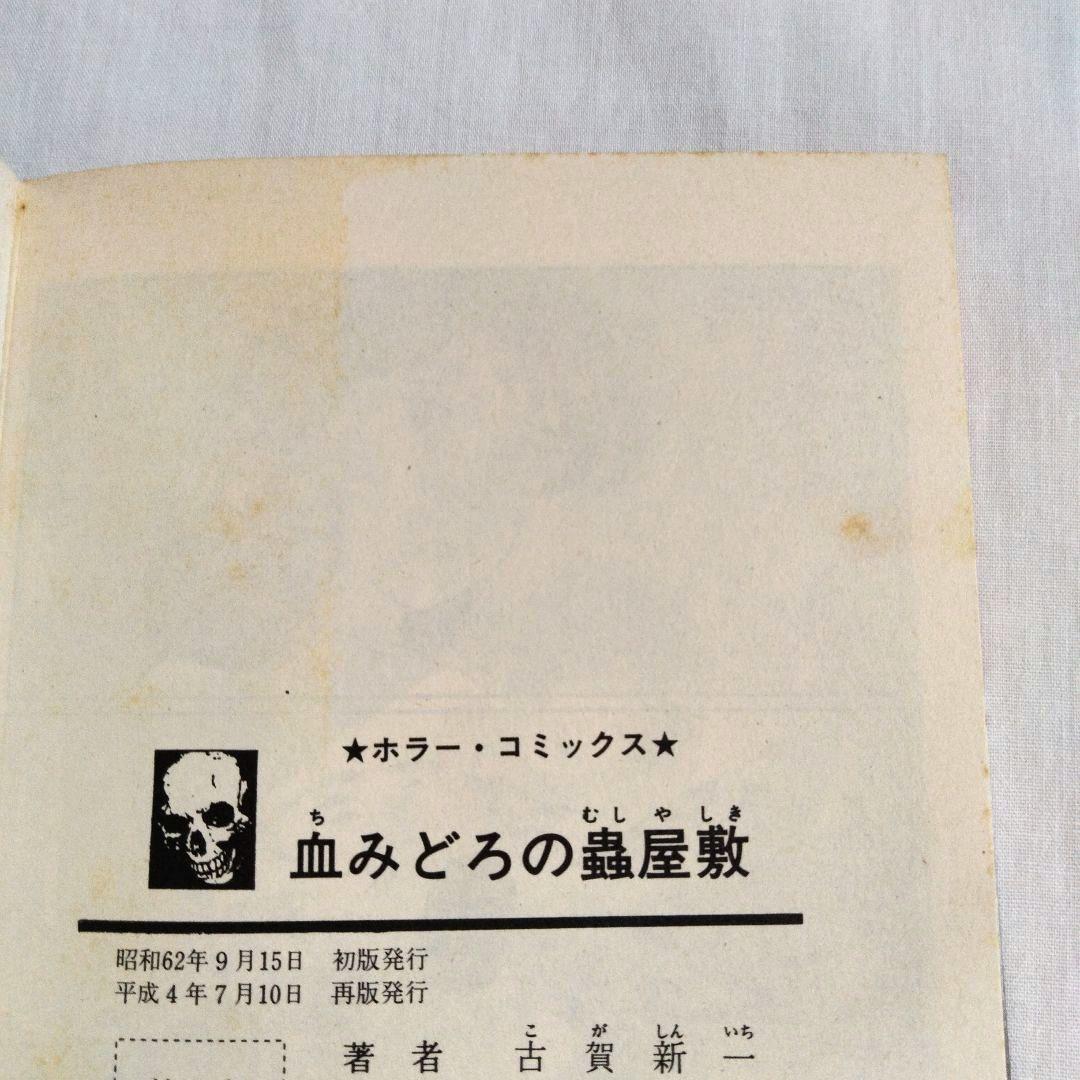 ★ホラー・コミックス★
血みどろの蟲屋敷
ち むしやしき
昭和62年9月15日 初版発行
平成4年7月10日 再版発行
著者 古賀新一
こ が しん いち